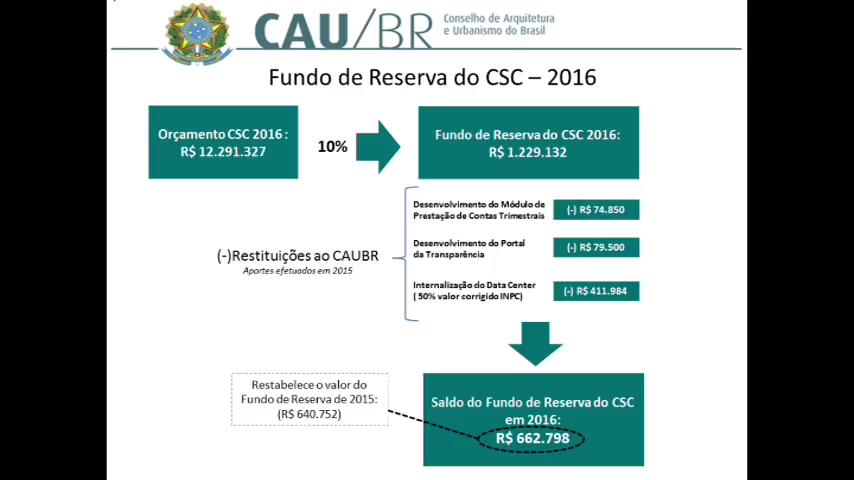 CAU/BR
Conselho de Arquitetura
e Urbanismo do Brasil
Fundo de Reserva do CSC – 2016
Orçamento CSC 2016 :
R$ 12.291.327
10%
Fundo de Reserva do CSC 2016:
R$ 1.229.132
Desenvolvimento do Módulo de
Prestação de Contas Trimestrais
(-) R$ 74.850
(-)Restituições ao CAUBR
Aportes efetuados em 2015
Desenvolvimento do Portal
da Transparência
(-) R$ 79.500
Internalização do Data Center
( 50% valor corrigido INPC)
(-) R$ 411.984
Restabelece o valor do
Fundo de Reserva de 2015:
(R$ 640.752)
Saldo do Fundo de Reserva do CSC
em 2016:
R$ 662.798